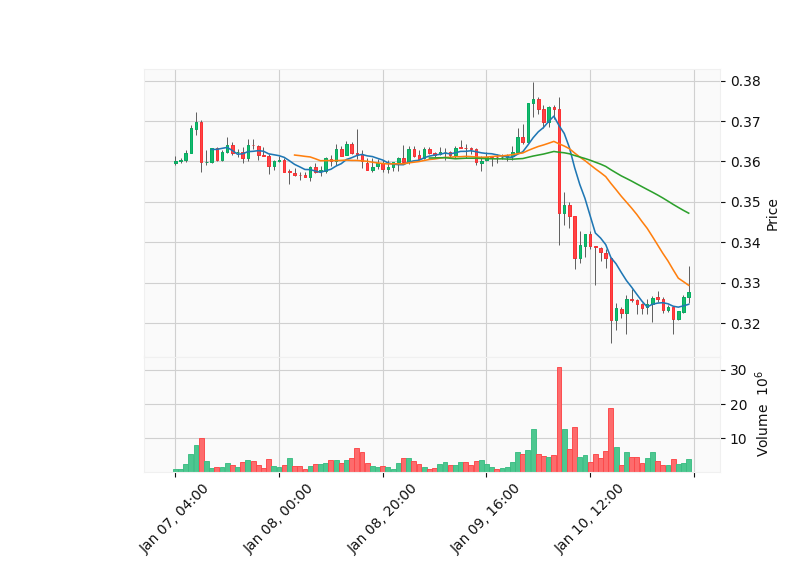 0.38
0.37
0.36
0.35
0.34
0.33
0.32
Price
30
20
10
Volume 10⁶
Jan 07, 04:00
Jan 08, 00:00
Jan 08, 20:00
Jan 09, 16:00
Jan 10, 12:00